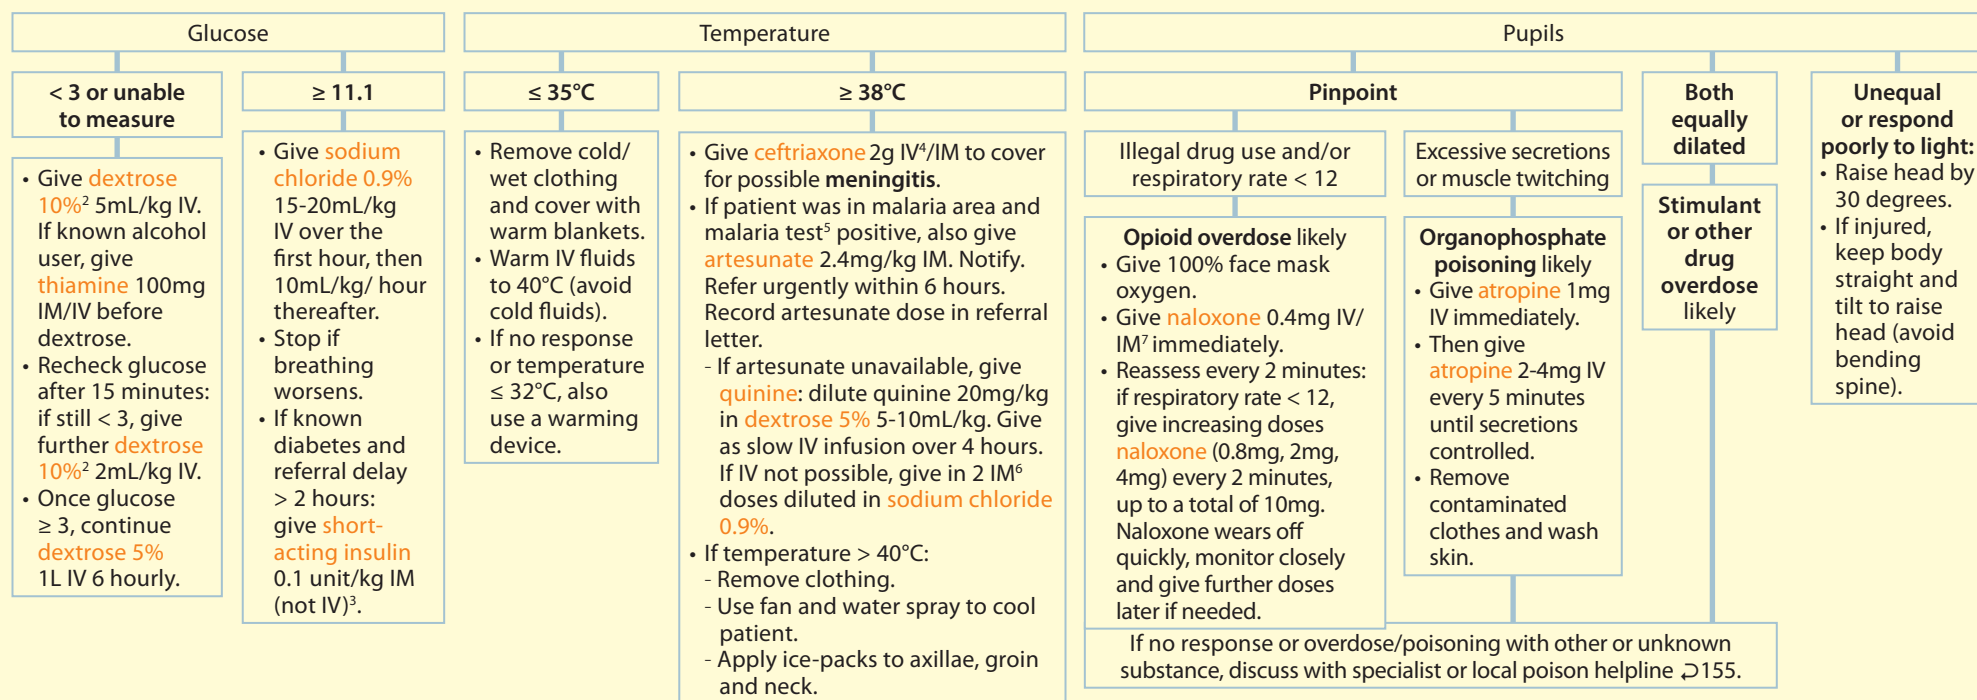 Glucose
< 3 or unable
to measure
• Give dextrose
10%² 5mL/kg IV.
If known alcohol
user, give
thiamine 100mg
IM/IV before
dextrose.
• Recheck glucose
after 15 minutes:
if still < 3, give
further dextrose
10%² 2mL/kg IV.
• Once glucose
≥ 3, continue
dextrose 5%
1L IV 6 hourly.
≥ 11.1
• Give sodium
chloride 0.9%
15-20mL/kg
IV over the
first hour, then
10mL/kg/ hour
thereafter.
• Stop if
breathing
worsens.
• If known
diabetes and
referral delay
> 2 hours:
give short-
acting insulin
0.1 unit/kg IM
(not IV)³.
Temperature
≤ 35°C
• Remove cold/
wet clothing
and cover with
warm blankets.
• Warm IV fluids
to 40°C (avoid
cold fluids).
• If no response
or temperature
≤ 32°C, also
use a warming
device.
≥ 38°C
• Give ceftriaxone 2g IV⁴/IM to cover
for possible meningitis.
• If patient was in malaria area and
malaria test⁵ positive, also give
artesunate 2.4mg/kg IM. Notify.
Refer urgently within 6 hours.
Record artesunate dose in referral
letter.
- If artesunate unavailable, give
quinine: dilute quinine 20mg/kg
in dextrose 5% 5-10mL/kg. Give
as slow IV infusion over 4 hours.
If IV not possible, give in 2 IM⁶
doses diluted in sodium chloride
0.9%.
• If temperature > 40°C:
- Remove clothing.
- Use fan and water spray to cool
patient.
- Apply ice-packs to axillae, groin
and neck.
Pupils
Pinpoint
Illegal drug use and/or
respiratory rate < 12
Opioid overdose likely
• Give 100% face mask
oxygen.
• Give naloxone 0.4mg IV/
IM⁷ immediately.
• Reassess every 2 minutes:
if respiratory rate < 12,
give increasing doses
naloxone (0.8mg, 2mg,
4mg) every 2 minutes,
up to a total of 10mg.
Naloxone wears off
quickly, monitor closely
and give further doses
later if needed.
Excessive secretions
or muscle twitching
Organophosphate
poisoning likely
• Give atropine 1mg
IV immediately.
• Then give
atropine 2-4mg IV
every 5 minutes
until secretions
controlled.
• Remove
contaminated
clothes and wash
skin.
Both
equally
dilated
Stimulant
or other
drug
overdose
likely
If no response or overdose/poisoning with other or unknown
substance, discuss with specialist or local poison helpline ⮌155.
Unequal
or respond
poorly to light:
• Raise head by
30 degrees.
• If injured,
keep body
straight and
tilt to raise
head (avoid
bending
spine).